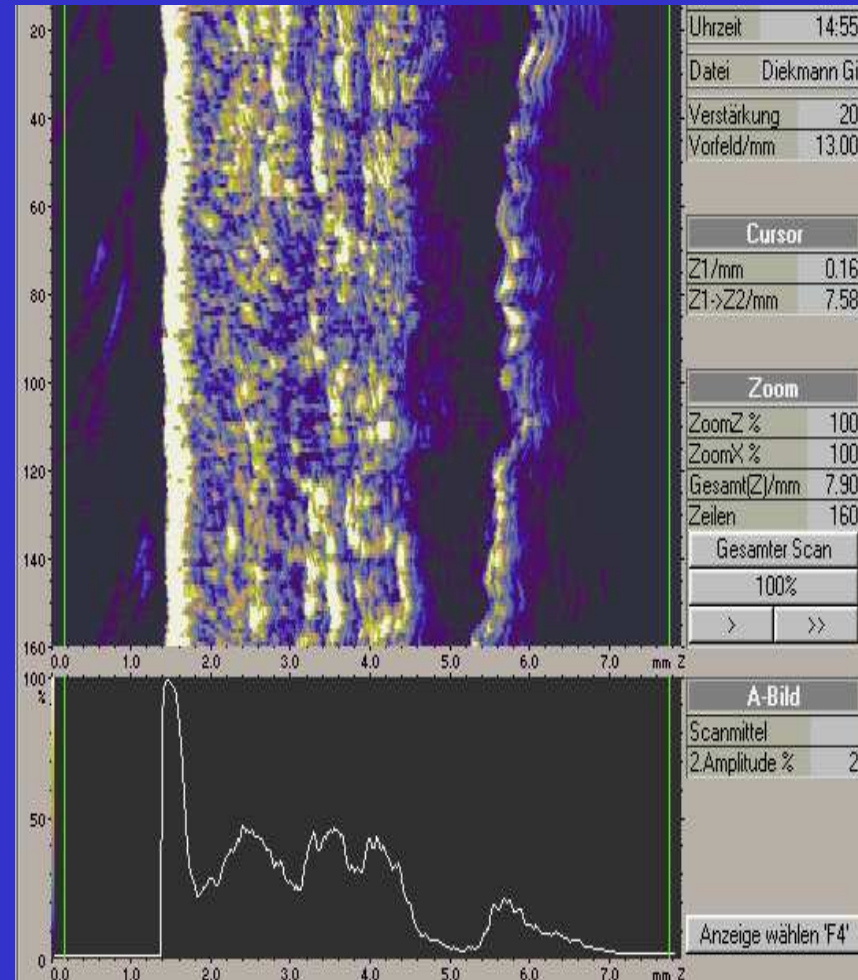 Uhrzeit 14:55
Datei Diekmann Gi
Verstärkung 20
Vorfeld/mm 13.00
Cursor
Z1/mm 0.16
Z1->Z2/mm 7.58
Zoom
ZoomZ % 100
ZoomX % 100
Gesamt(Z)/mm 7.90
Zeilen 160
Gesamter Scan
100%
> >>
20
40
60
80
100
120
140
160
0.0 1.0 2.0 3.0 4.0 5.0 6.0 7.0 mm Z
A-Bild
Scanmittel
2.Amplitude % 2
Anzeige wählen 'F4'
100
%
50
0
0.0 1.0 2.0 3.0 4.0 5.0 6.0 7.0 mm Z